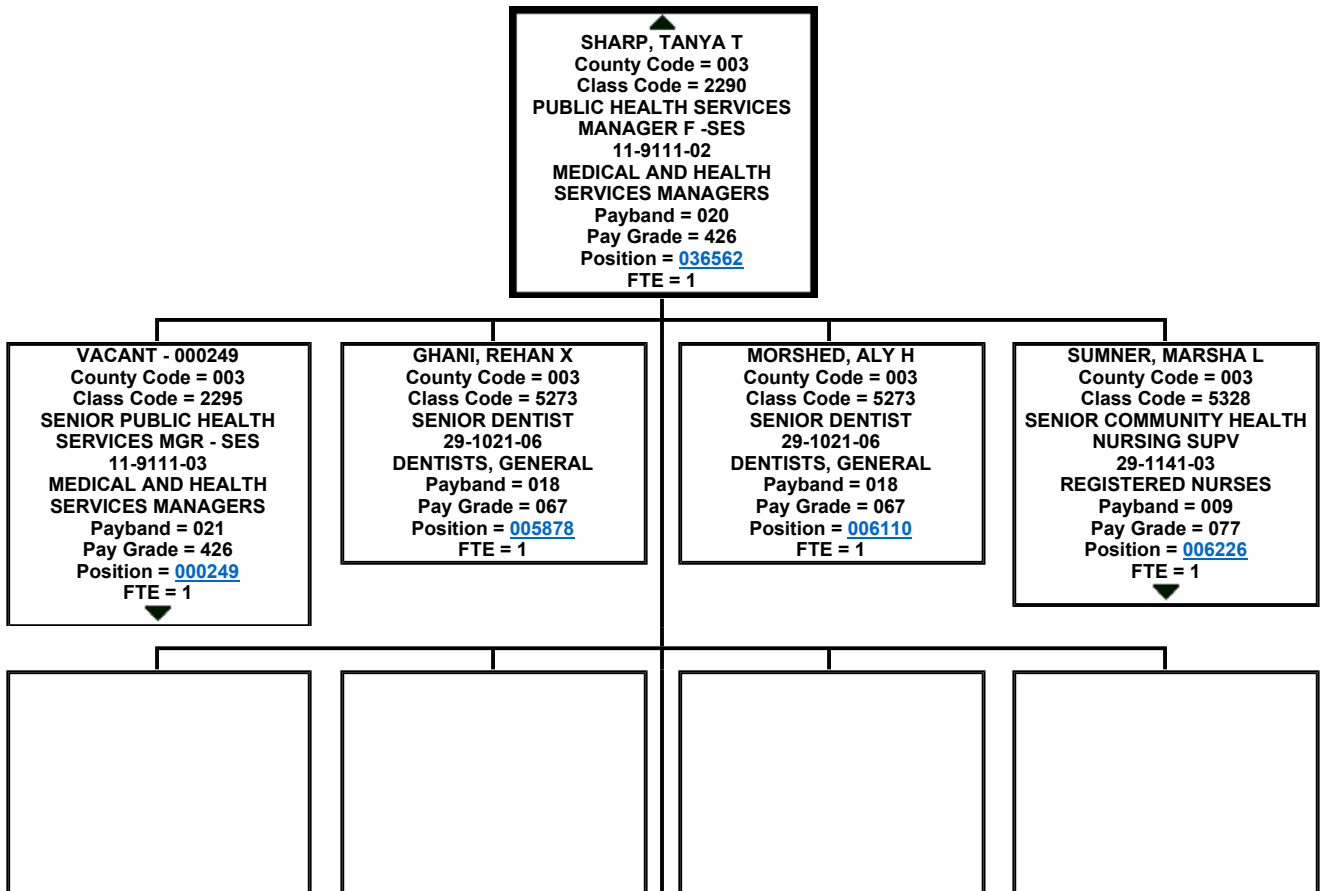 SHARP, TANYA T
County Code = 003
Class Code = 2290
PUBLIC HEALTH SERVICES
MANAGER F -SES
11-9111-02
MEDICAL AND HEALTH
SERVICES MANAGERS
Payband = 020
Pay Grade = 426
Position = 036562
FTE = 1
VACANT - 000249
County Code = 003
Class Code = 2295
SENIOR PUBLIC HEALTH
SERVICES MGR - SES
11-9111-03
MEDICAL AND HEALTH
SERVICES MANAGERS
Payband = 021
Pay Grade = 426
Position = 000249
FTE = 1
GHANI, REHAN X
County Code = 003
Class Code = 5273
SENIOR DENTIST
29-1021-06
DENTISTS, GENERAL
Payband = 018
Pay Grade = 067
Position = 005878
FTE = 1
MORSHED, ALY H
County Code = 003
Class Code = 5273
SENIOR DENTIST
29-1021-06
DENTISTS, GENERAL
Payband = 018
Pay Grade = 067
Position = 006110
FTE = 1
SUMNER, MARSHA L
County Code = 003
Class Code = 5328
SENIOR COMMUNITY HEALTH
NURSING SUPV
29-1141-03
REGISTERED NURSES
Payband = 009
Pay Grade = 077
Position = 006226
FTE = 1